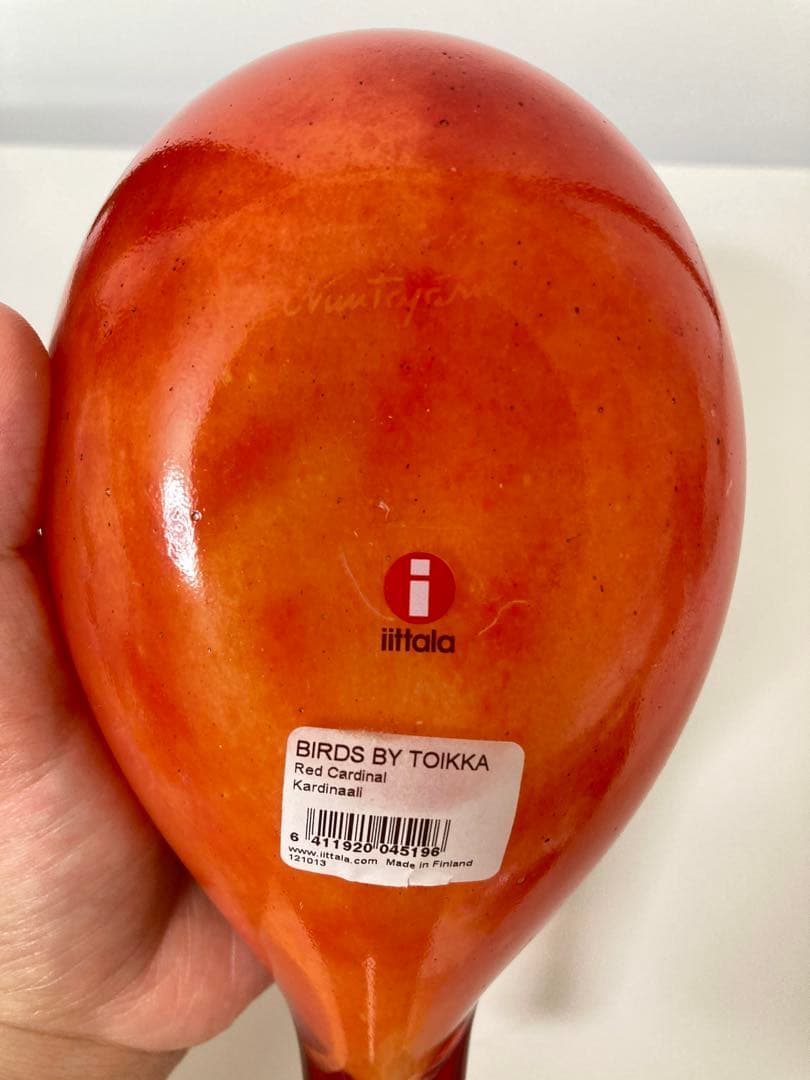 i
iittala
BIRDS BY TOIKKA
Red Cardinal
Kardinaali
6 411920 045196
www.iittala.com Made in Finland
121013